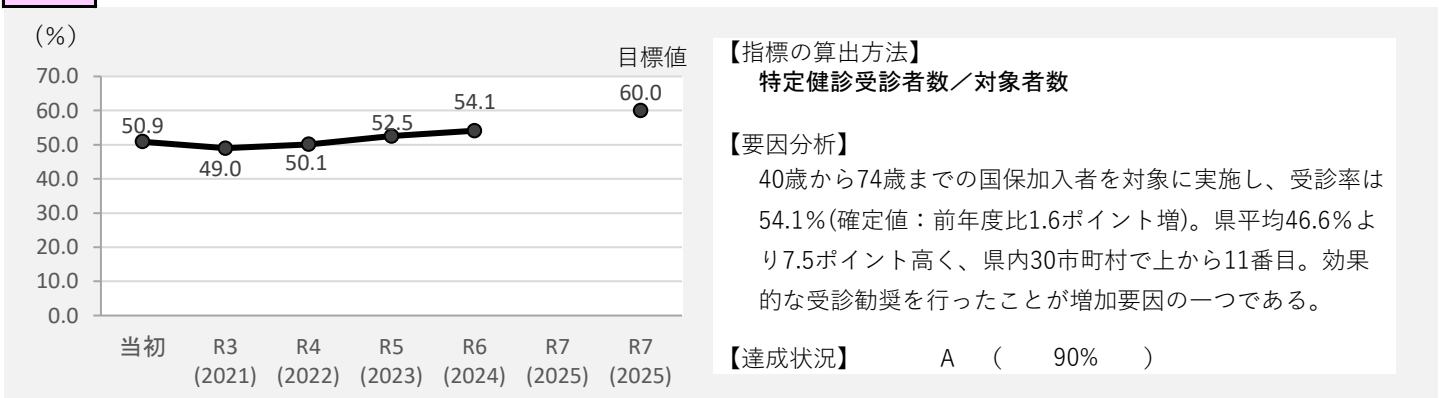 (%)
目標値
70.0
60.0
50.0
40.0
30.0
20.0
10.0
0.0
50.9
49.0
50.1
52.5
54.1
60.0
当初 R3 R4 R5 R6 R7 R7
(2021) (2022) (2023) (2024) (2025) (2025)
【指標の算出方法】
特定健診受診者数／対象者数
【要因分析】
40歳から74歳までの国保加入者を対象に実施し、受診率は
54.1％(確定値：前年度比1.6ポイント増)。県平均46.6％よ
り7.5ポイント高く、県内30市町村で上から11番目。効果
的な受診勧奨を行ったことが増加要因の一つである。
【達成状況】 A ( 90% )